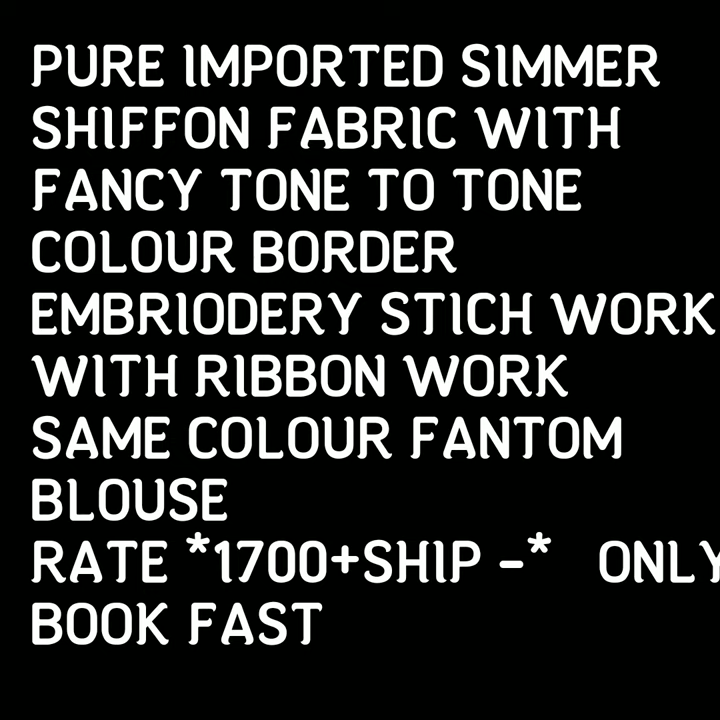 PURE IMPORTED SIMMER
SHIFFON FABRIC WITH
FANCY TONE TO TONE
COLOUR BORDER
EMBRIODERY STICH WORK
WITH RIBBON WORK
SAME COLOUR FANTOM
BLOUSE
RATE *1700+SHIP -* ONLY
BOOK FAST